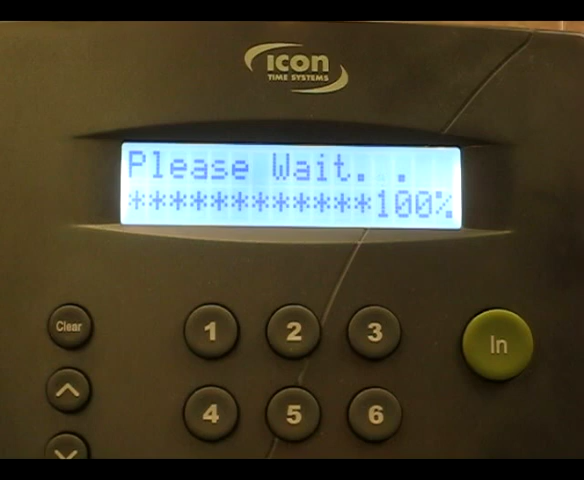 icon
TIME SYSTEMS
Please Wait. .
***********100%
Clear
1 2 3
In
4 5 6